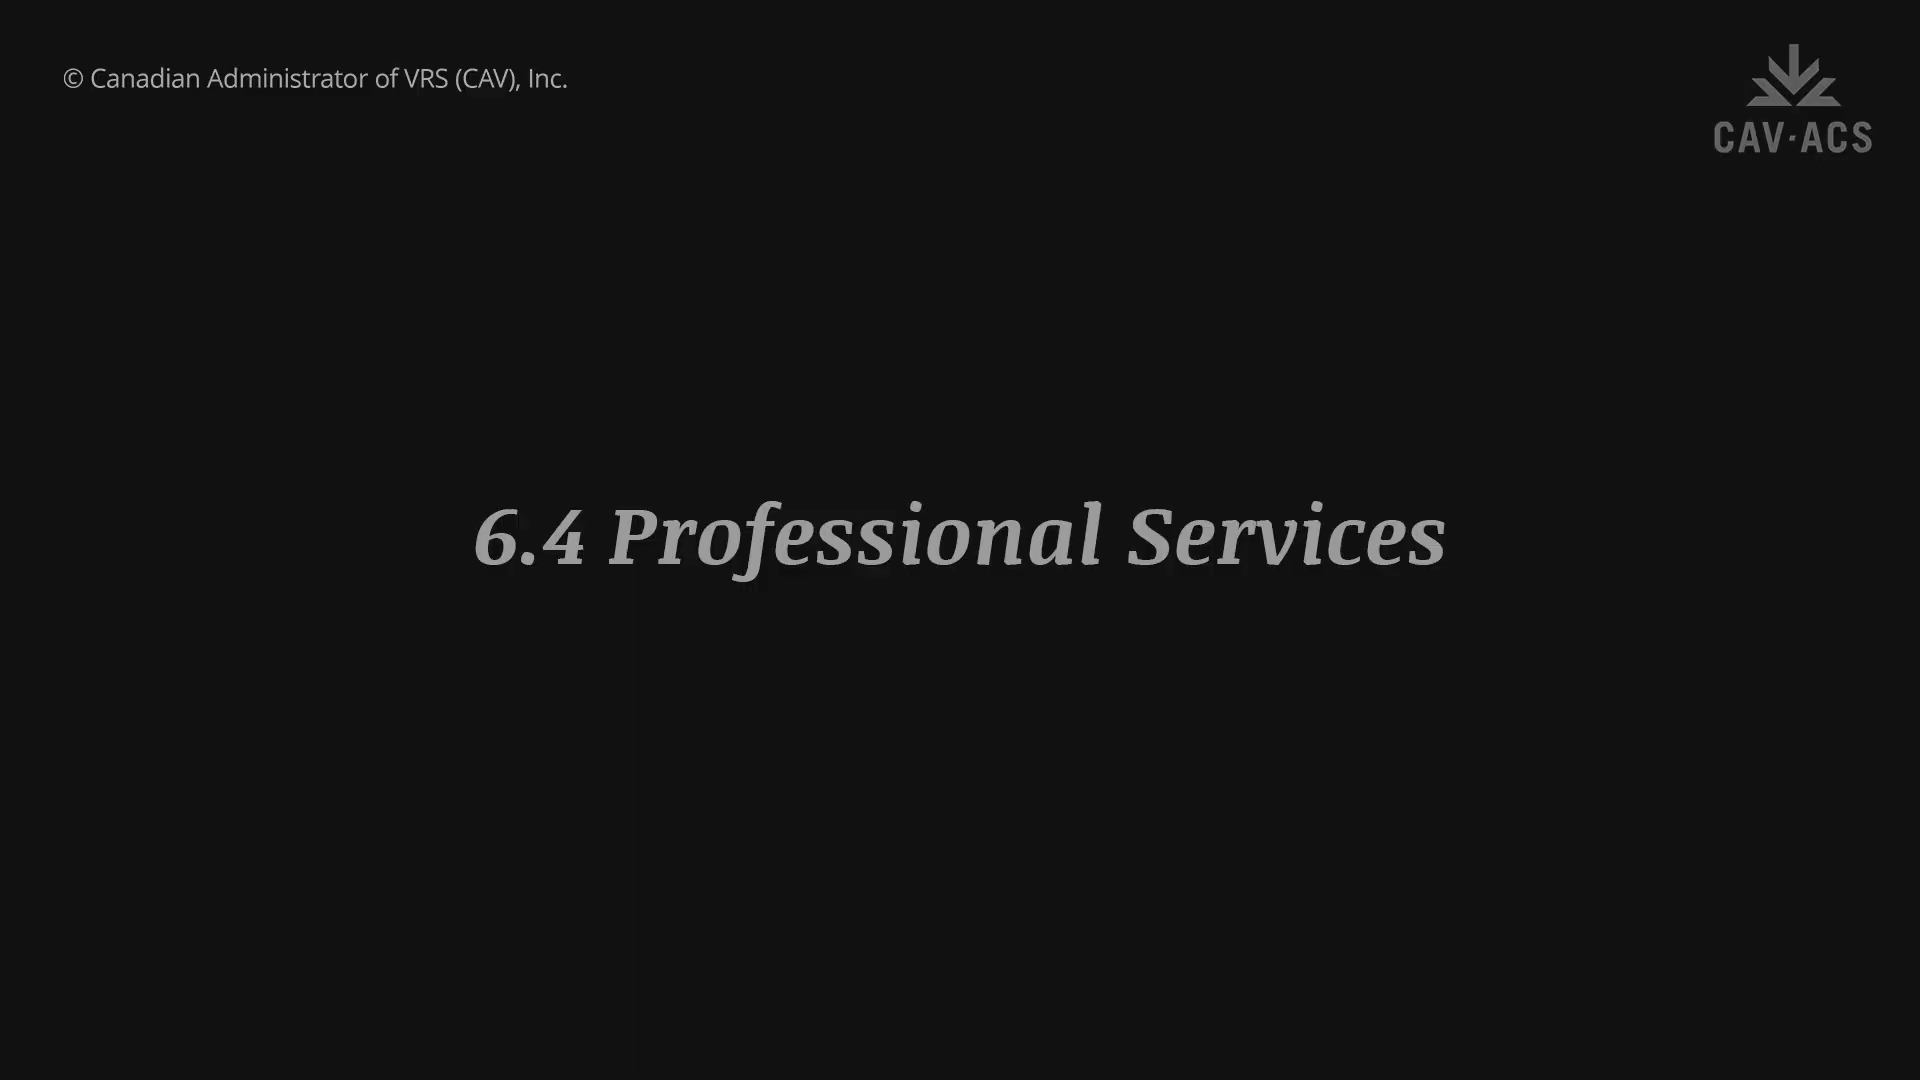 © Canadian Administrator of VRS (CAV), Inc.
CAV·ACS
6.4 Professional Services